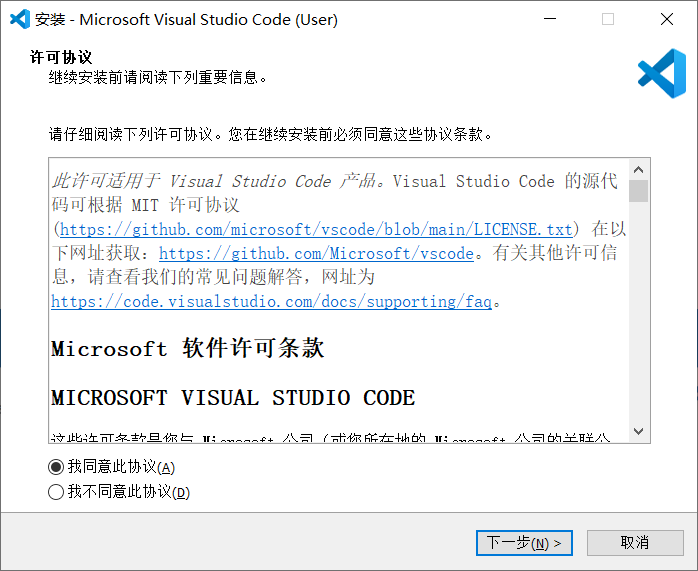 安装 - Microsoft Visual Studio Code (User)
许可协议
继续安装前请阅读下列重要信息。
请仔细阅读下列许可协议。您在继续安装前必须同意这些协议条款。
此许可适用于 Visual Studio Code 产品。Visual Studio Code 的源代
码可根据 MIT 许可协议
(https://github.com/microsoft/vscode/blob/main/LICENSE.txt) 在以
下网址获取：https://github.com/Microsoft/vscode。有关其他许可信
息，请查看我们的常见问题解答，网址为
https://code.visualstudio.com/docs/supporting/faq。
Microsoft 软件许可条款
MICROSOFT VISUAL STUDIO CODE
这些许可条款是您与 Microsoft 公司（或您所在地的 Microsoft 公司的关联公
我同意此协议(A)
我不同意此协议(D)
下一步(N) >
取消